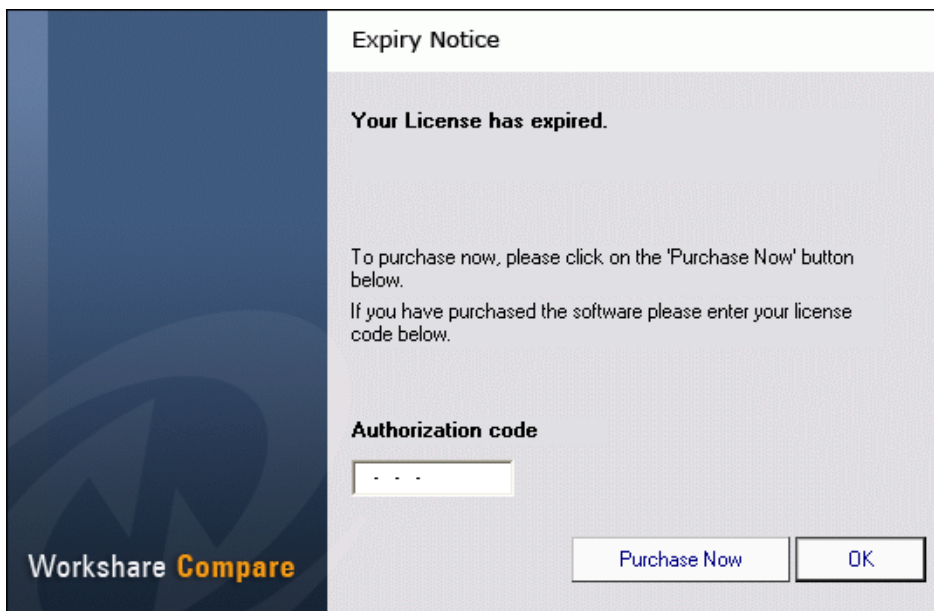 Expiry Notice
Your License has expired.
To purchase now, please click on the 'Purchase Now' button
below.
If you have purchased the software please enter your license
code below.
Authorization code
- - -
Workshare Compare
Purchase Now
OK